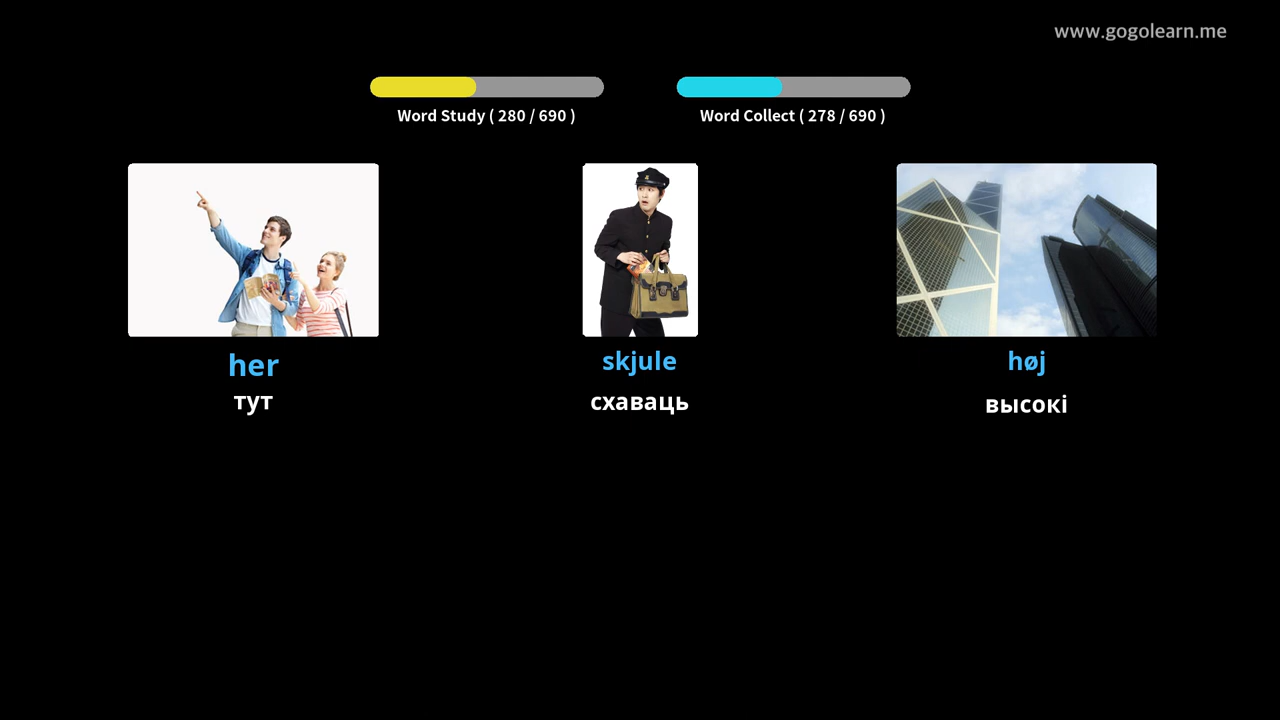 www.gogolearn.me
Word Study ( 280 / 690 )
Word Collect ( 278 / 690 )
her
тут
skjule
схаваць
høj
высокі